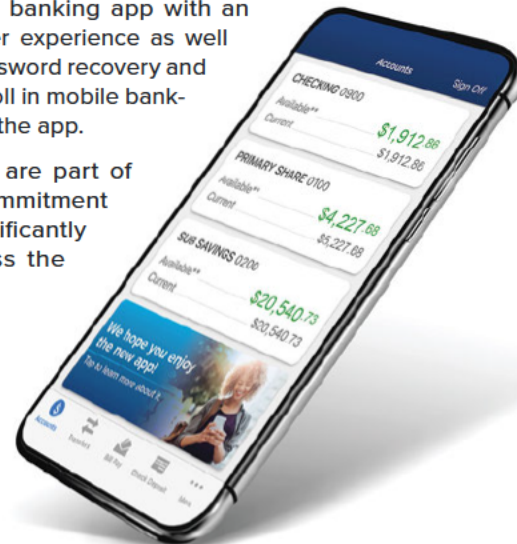 banking app with an
er experience as well
sword recovery and
oll in mobile bank-
the app.
are part of
ommitment
ificantly
ss the
Accounts
Sign Off
CHECKING 0900
Available**
$1,912.86
Current
$1,912.86
PRIMARY SHARE 0100
Available**
$4,227.68
Current
$5,227.68
SUB SAVINGS 0200
Available**
$20,540.73
Current
$20,540.73
We hope you enjoy
the new app!
Tap to learn more about it.
Accounts
Transfers
Bill Pay
Check Deposit
More